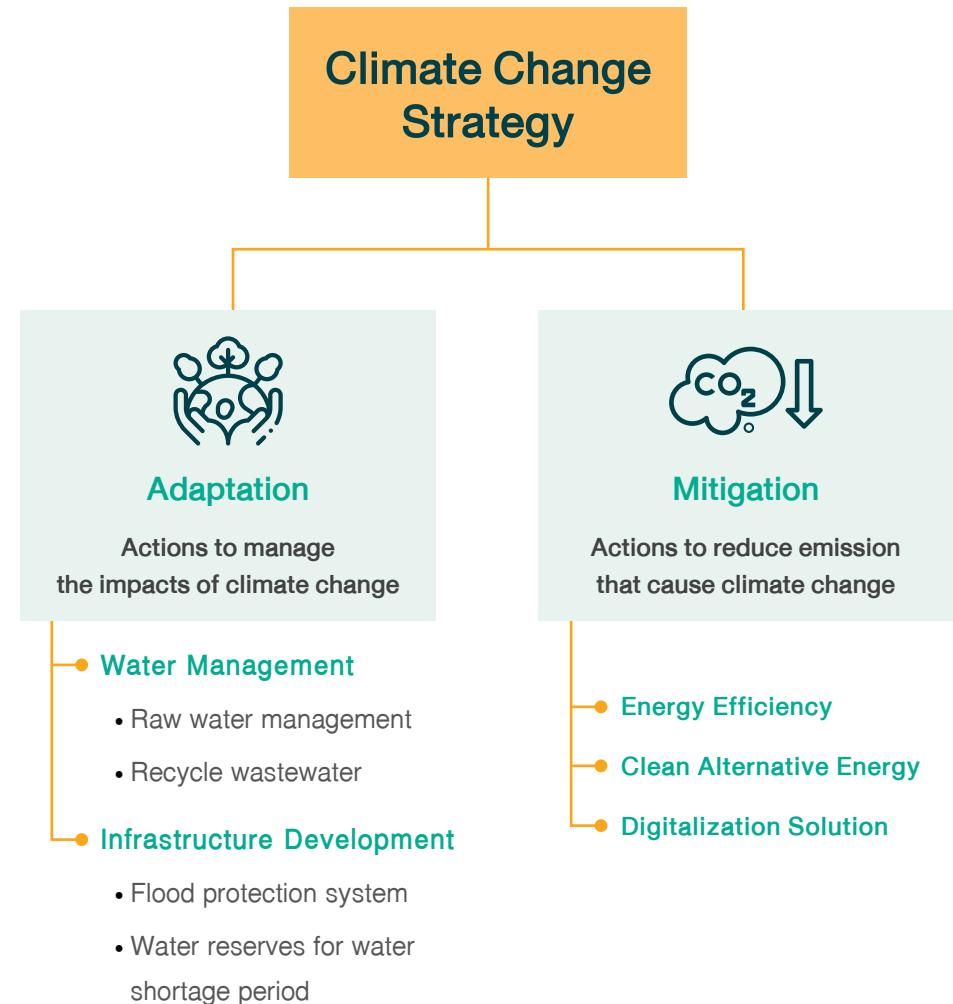 Climate Change
Strategy
Adaptation
Actions to manage
the impacts of climate change
Water Management
• Raw water management
• Recycle wastewater
Infrastructure Development
• Flood protection system
• Water reserves for water
shortage period
CO2
Mitigation
Actions to reduce emission
that cause climate change
Energy Efficiency
Clean Alternative Energy
Digitalization Solution